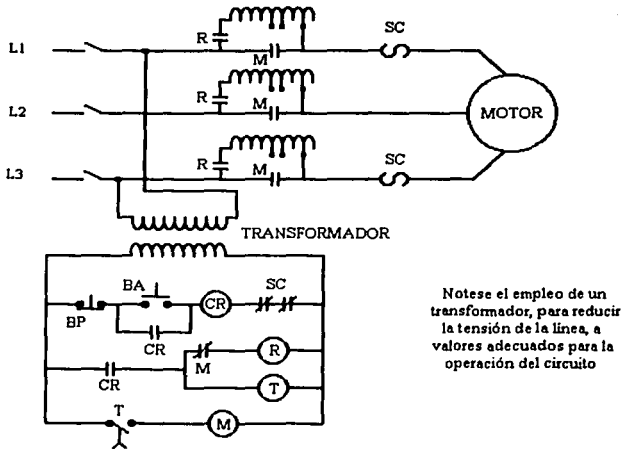 L1
R
M
SC
L2
R
M
MOTOR
L3
R
M
SC
TRANSFORMADOR
BP
BA
CR
SC
CR
CR
M
R
T
T
M
Notese el empleo de un
transformador, para reducir
la tensión de la línea, a
valores adecuados para la
operación del circuito